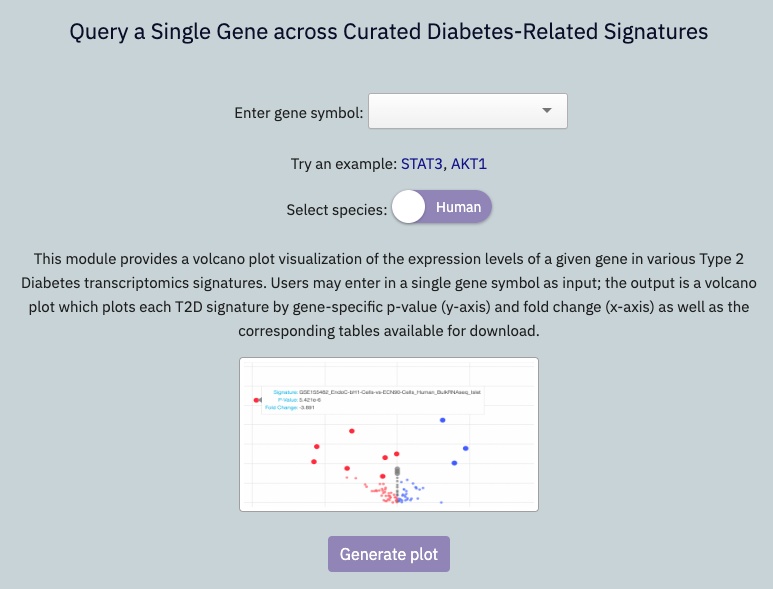 Query a Single Gene across Curated Diabetes-Related Signatures
Enter gene symbol:
Try an example: STAT3, AKT1
Select species: Human
This module provides a volcano plot visualization of the expression levels of a given gene in various Type 2
Diabetes transcriptomics signatures. Users may enter in a single gene symbol as input; the output is a volcano
plot which plots each T2D signature by gene-specific p-value (y-axis) and fold change (x-axis) as well as the
corresponding tables available for download.
Signature: GSE153462_EndoC-bH1-Cells-vs-ECN90-Cells_Human_BulkRNAseq_Islet
P Value: 3.421e-6
Fold Change: -3.891
Generate plot